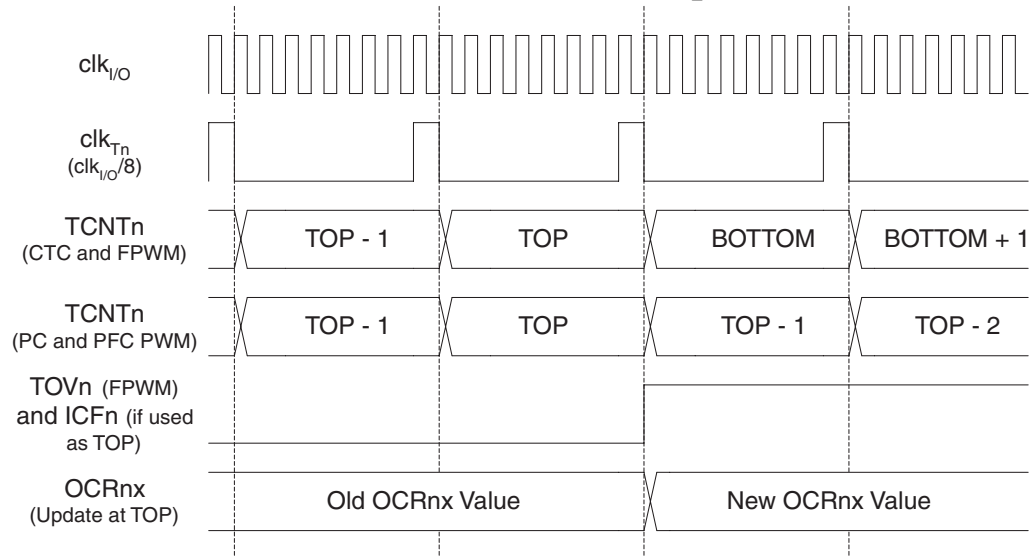 clkI/O
clkTn
(clkI/O/8)
TCNTn
(CTC and FPWM)
TOP - 1
TOP
BOTTOM
BOTTOM + 1
TCNTn
(PC and PFC PWM)
TOP - 1
TOP
TOP - 1
TOP - 2
TOVn (FPWM)
and ICFn (if used
as TOP)
OCRnx
(Update at TOP)
Old OCRnx Value
New OCRnx Value